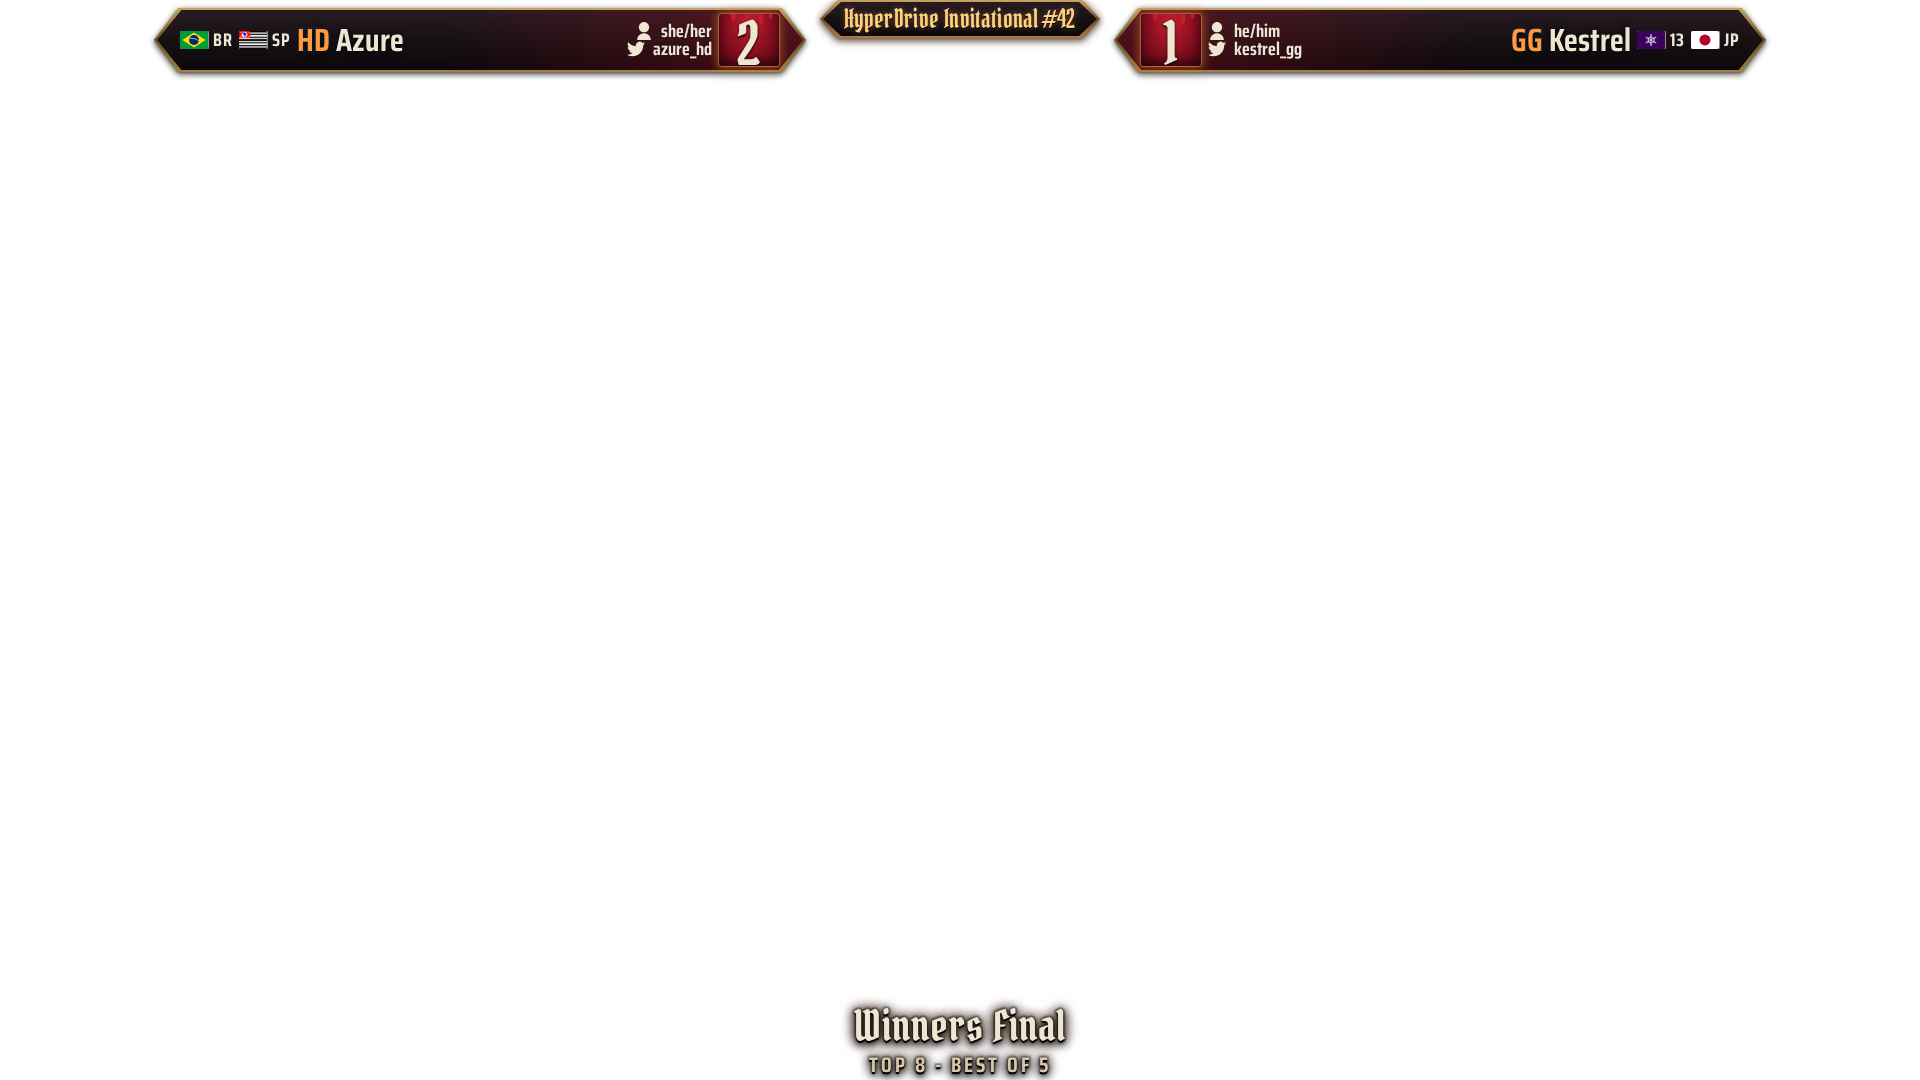 BR SP HD Azure
she/her
azure_hd
2
HyperDrive Invitational #42
1
he/him
kestrel_gg
GG Kestrel 13 JP
Winners Final
TOP 8 - BEST OF 5